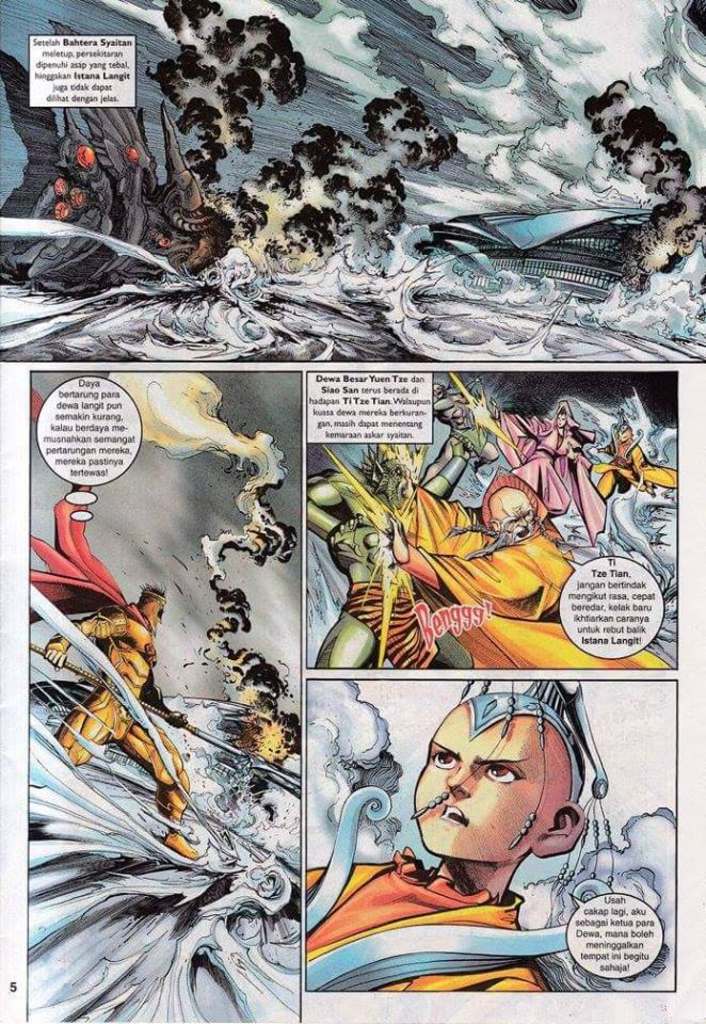 Setelah Bahtera Syaitan
meletup, persekitaran
dipenuhi asap yang tebal,
hinggakan Istana Langit
juga tidak dapat
dilihat dengan jelas.
Daya
bertarung para
dewa langit pun
semakin kurang,
kalau berdaya me-
musnahkan semangat
pertarungan mereka,
mereka pastinya
tertewas!
Dewa Besar Yuen Tze dan
Siao San terus berada di
hadapan Ti Tze Tian. Walaupun
kuasa dewa mereka berkuran-
gan, masih dapat menentang
kemaraan askar syaitan.
Ti
Tze Tian,
jangan bertindak
mengikut rasa, cepat
beredar, kelak baru
ikhtiarkan caranya
untuk rebut balik
Istana Langit!
Benggg!
Usah
cakap lagi, aku
sebagai ketua para
Dewa, mana boleh
meninggalkan
tempat ini begitu
sahaja!
5